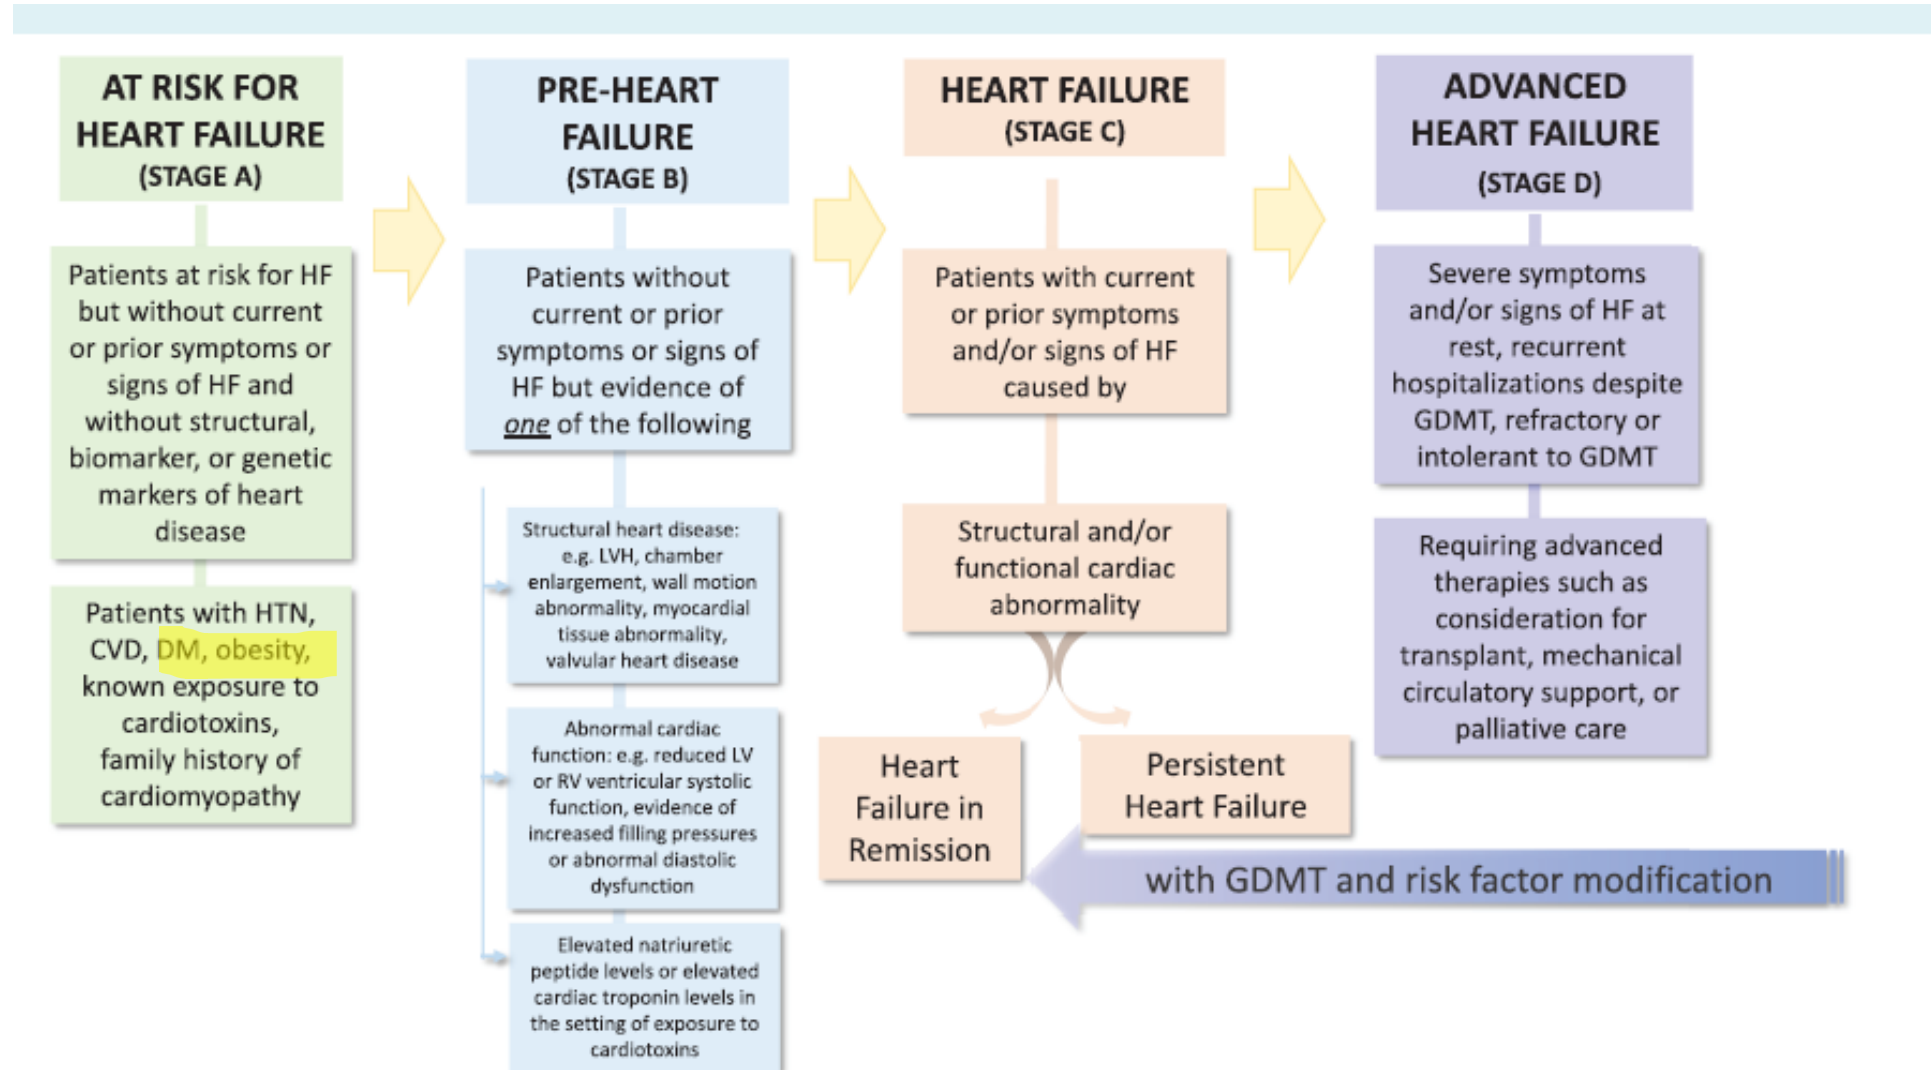 AT RISK FOR
HEART FAILURE
(STAGE A)
Patients at risk for HF
but without current
or prior symptoms or
signs of HF and
without structural,
biomarker, or genetic
markers of heart
disease
Patients with HTN,
CVD, DM, obesity,
known exposure to
cardiotoxins,
family history of
cardiomyopathy
PRE-HEART
FAILURE
(STAGE B)
Patients without
current or prior
symptoms or signs of
HF but evidence of
one of the following
Structural heart disease:
e.g. LVH, chamber
enlargement, wall motion
abnormality, myocardial
tissue abnormality,
valvular heart disease
Abnormal cardiac
function: e.g. reduced LV
or RV ventricular systolic
function, evidence of
increased filling pressures
or abnormal diastolic
dysfunction
Elevated natriuretic
peptide levels or elevated
cardiac troponin levels in
the setting of exposure to
cardiotoxins
HEART FAILURE
(STAGE C)
Patients with current
or prior symptoms
and/or signs of HF
caused by
Structural and/or
functional cardiac
abnormality
Heart
Failure in
Remission
Persistent
Heart Failure
with GDMT and risk factor modification
ADVANCED
HEART FAILURE
(STAGE D)
Severe symptoms
and/or signs of HF at
rest, recurrent
hospitalizations despite
GDMT, refractory or
intolerant to GDMT
Requiring advanced
therapies such as
consideration for
transplant, mechanical
circulatory support, or
palliative care